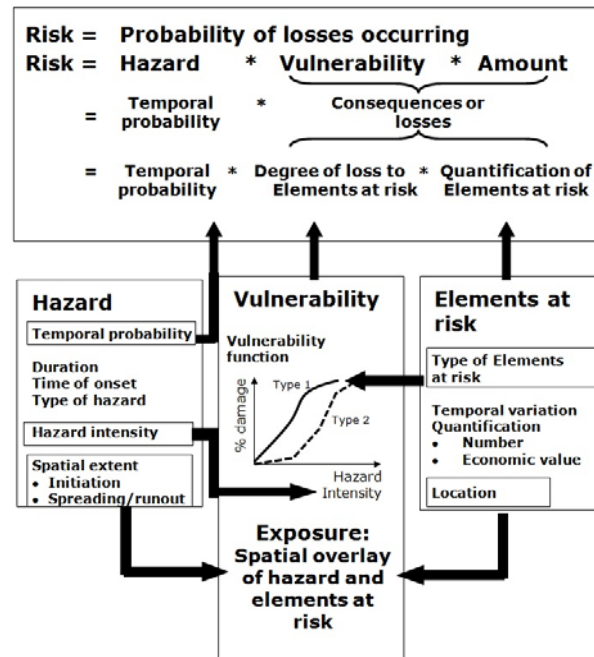 Risk = Probability of losses occurring
Risk = Hazard * Vulnerability * Amount
= Temporal probability * Consequences or losses
= Temporal probability * Degree of loss to Elements at risk * Quantification of Elements at risk
Hazard
Temporal probability
Duration
Time of onset
Type of hazard
Hazard intensity
Spatial extent
• Initiation
• Spreading/runout
Vulnerability
Vulnerability
function
% damage
Type 1
Type 2
Hazard
Intensity
Exposure:
Spatial overlay
of hazard and
elements at
risk
Elements at
risk
Type of Elements
at risk
Temporal variation
Quantification
• Number
• Economic value
Location